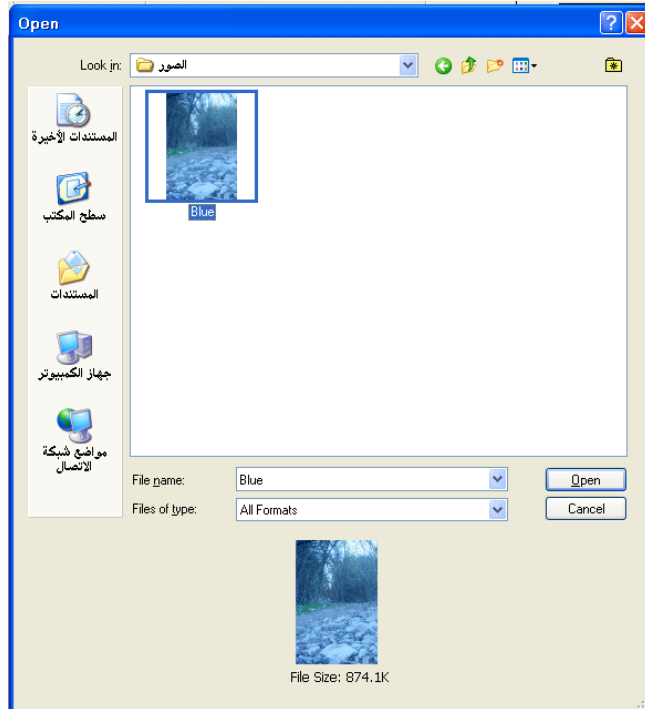 Open
Look in: الصور
المستندات الأخيرة
Blue
سطح المكتب
المستندات
جهاز الكمبيوتر
مواضع شبكة
الاتصال
File name: Blue Open
Files of type: All Formats Cancel
File Size: 874.1K